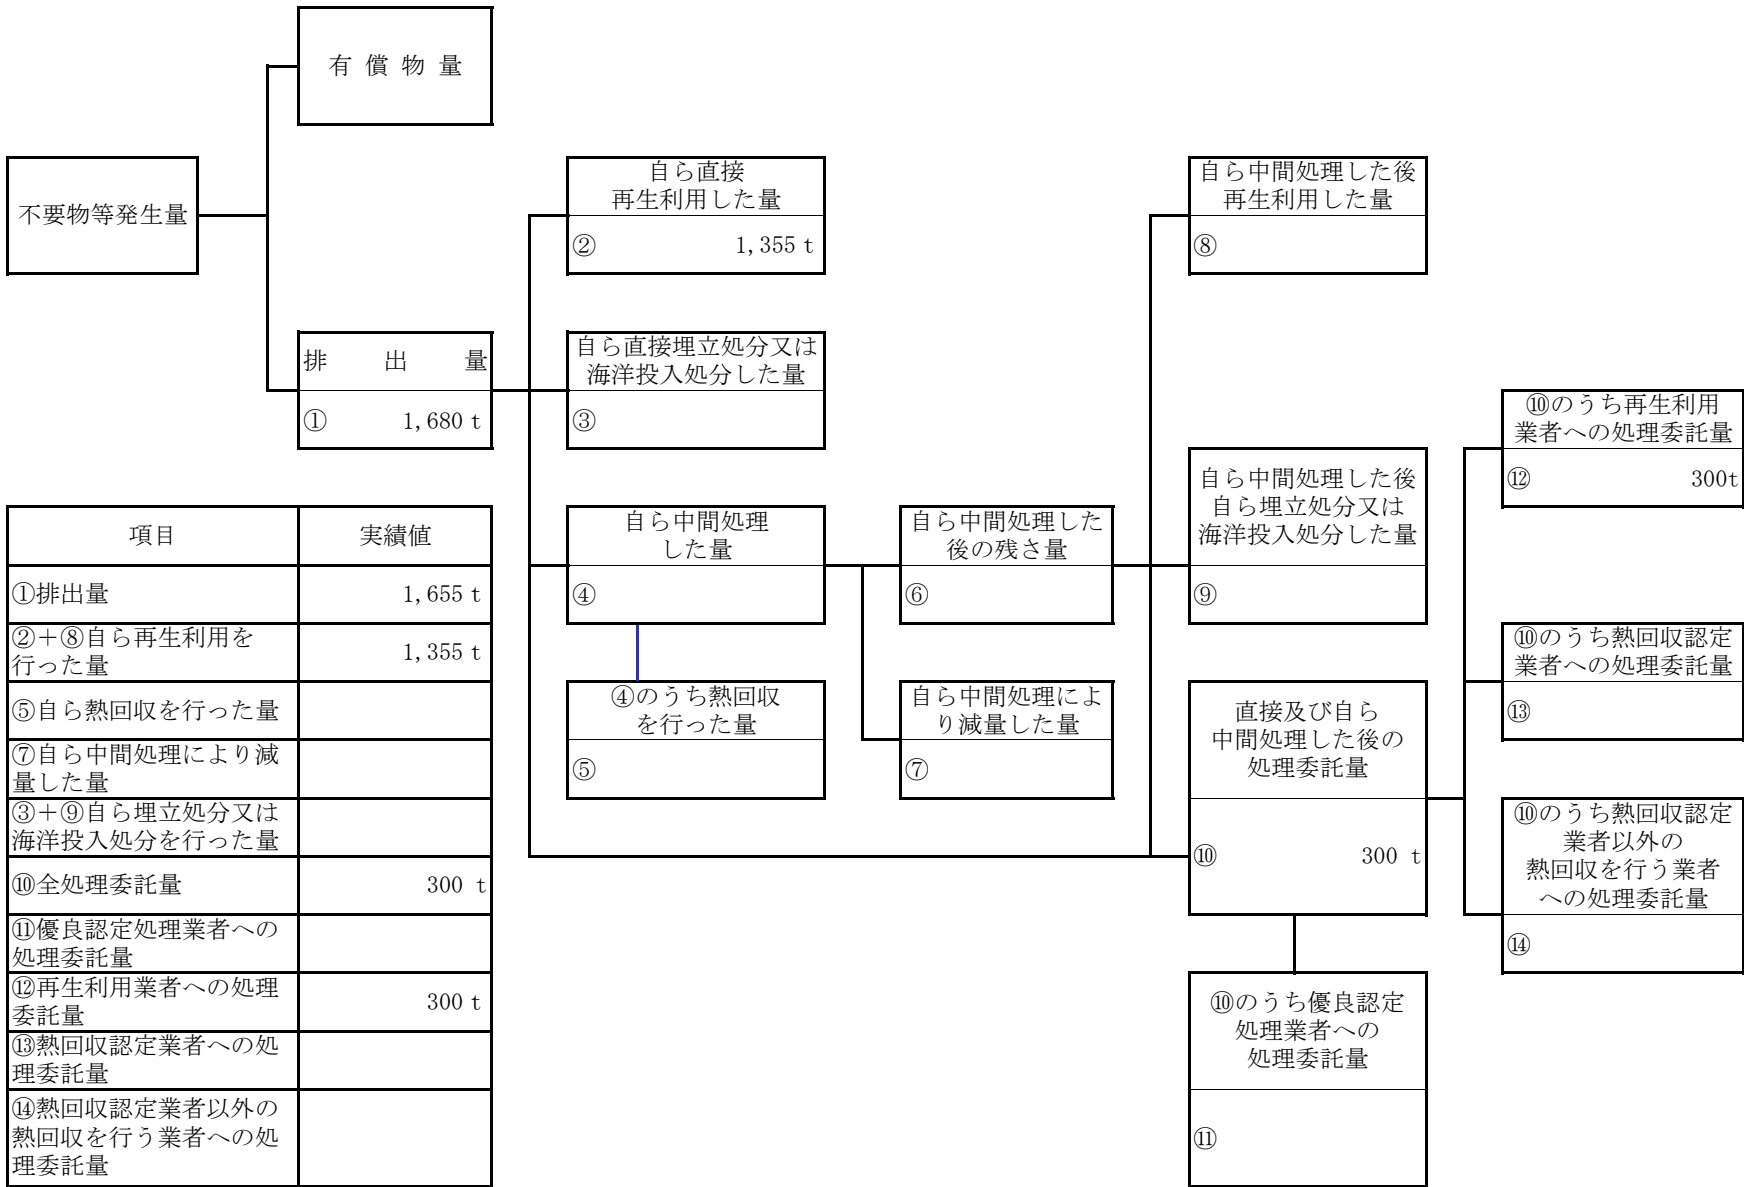 有償物量
不要物等発生量
自ら直接
再生利用した量
② 1,355 t
自ら中間処理した後
再生利用した量
⑧
排出量
① 1,680 t
自ら直接埋立処分又は
海洋投入処分した量
③
⑩のうち再生利用
業者への処理委託量
⑫ 300t
自ら中間処理した後
自ら埋立処分又は
海洋投入処分した量
⑨
自ら中間処理
した量
④
自ら中間処理した
後の残さ量
⑥
④のうち熱回収
を行った量
⑤
自ら中間処理によ
り減量した量
⑦
直接及び自ら
中間処理した後の
処理委託量
⑩ 300 t
⑩のうち熱回収認定
業者への処理委託量
⑬
⑩のうち熱回収認定
業者以外の
熱回収を行う業者
への処理委託量
⑭
⑩のうち優良認定
処理業者への
処理委託量
⑪
項目 実績値
①排出量 1,655 t
②+⑧自ら再生利用を
行った量 1,355 t
⑤自ら熱回収を行った量
⑦自ら中間処理により減
量した量
③+⑨自ら埋立処分又は
海洋投入処分を行った量
⑩全処理委託量 300 t
⑪優良認定処理業者への
処理委託量
⑫再生利用業者への処理
委託量 300 t
⑬熱回収認定業者への処
理委託量
⑭熱回収認定業者以外の
熱回収を行う業者への処
理委託量